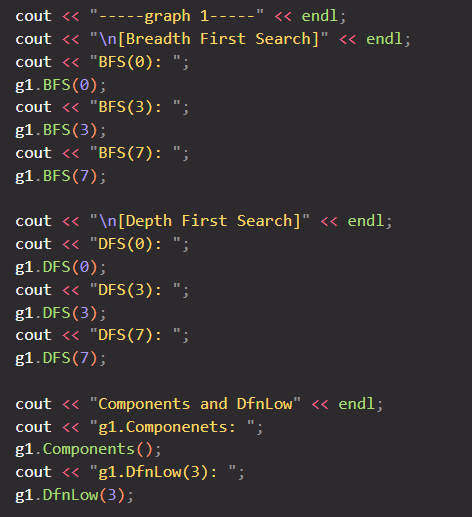 cout << "-----graph 1-----" << endl;
cout << "\n[Breadth First Search]" << endl;
cout << "BFS(0): ";
g1.BFS(0);
cout << "BFS(3): ";
g1.BFS(3);
cout << "BFS(7): ";
g1.BFS(7);
cout << "\n[Depth First Search]" << endl;
cout << "DFS(0): ";
g1.DFS(0);
cout << "DFS(3): ";
g1.DFS(3);
cout << "DFS(7): ";
g1.DFS(7);
cout << "Components and DfnLow" << endl;
cout << "g1.Componenets: ";
g1.Components();
cout << "g1.DfnLow(3): ";
g1.DfnLow(3);